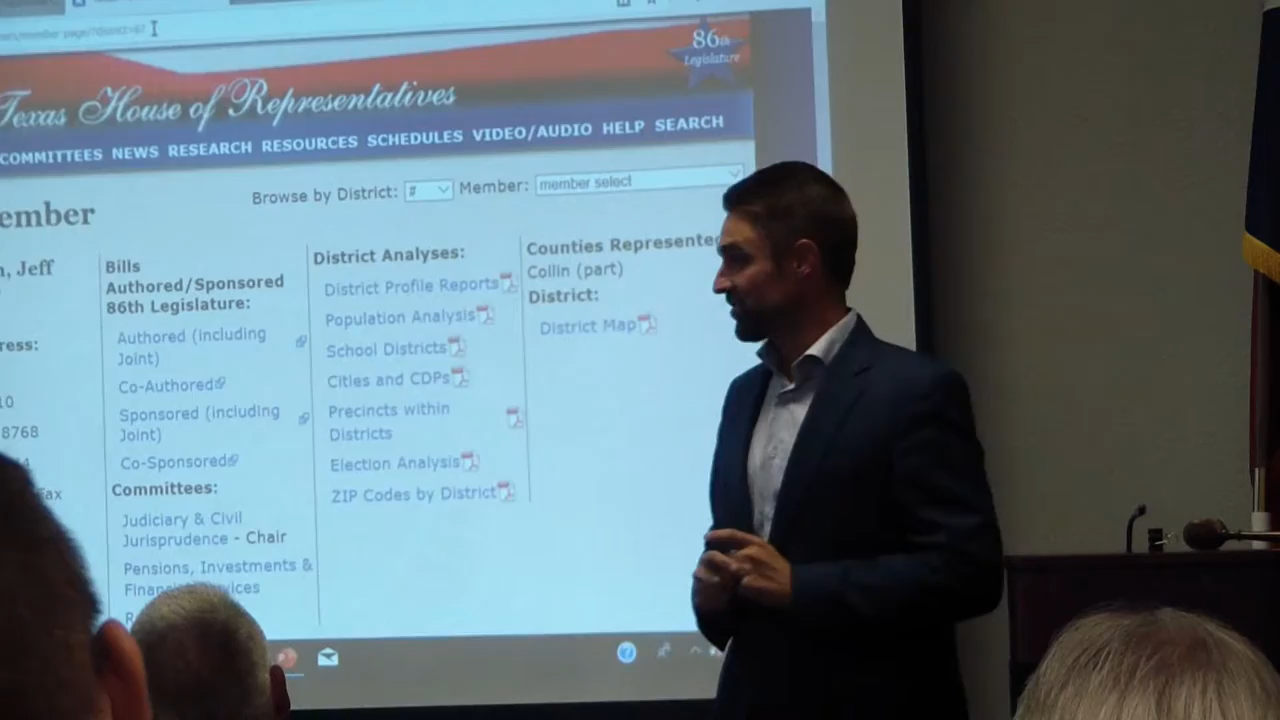 86th
Legislature
Texas House of Representatives
COMMITTEES NEWS RESEARCH RESOURCES SCHEDULES VIDEO/AUDIO HELP SEARCH
Browse by District: # Member: member select
ember
, Jeff
ress:
10
8768
ax
Bills
Authored/Sponsored
86th Legislature:
Authored (including
Joint)
Co-Authored
Sponsored (including
Joint)
Co-Sponsored
Committees:
Judiciary & Civil
Jurisprudence - Chair
Pensions, Investments &
District Analyses:
District Profile Reports
Population Analysis
School Districts
Cities and CDPs
Precincts within
Districts
Election Analysis
ZIP Codes by District
Counties Represente
Collin (part)
District:
District Map